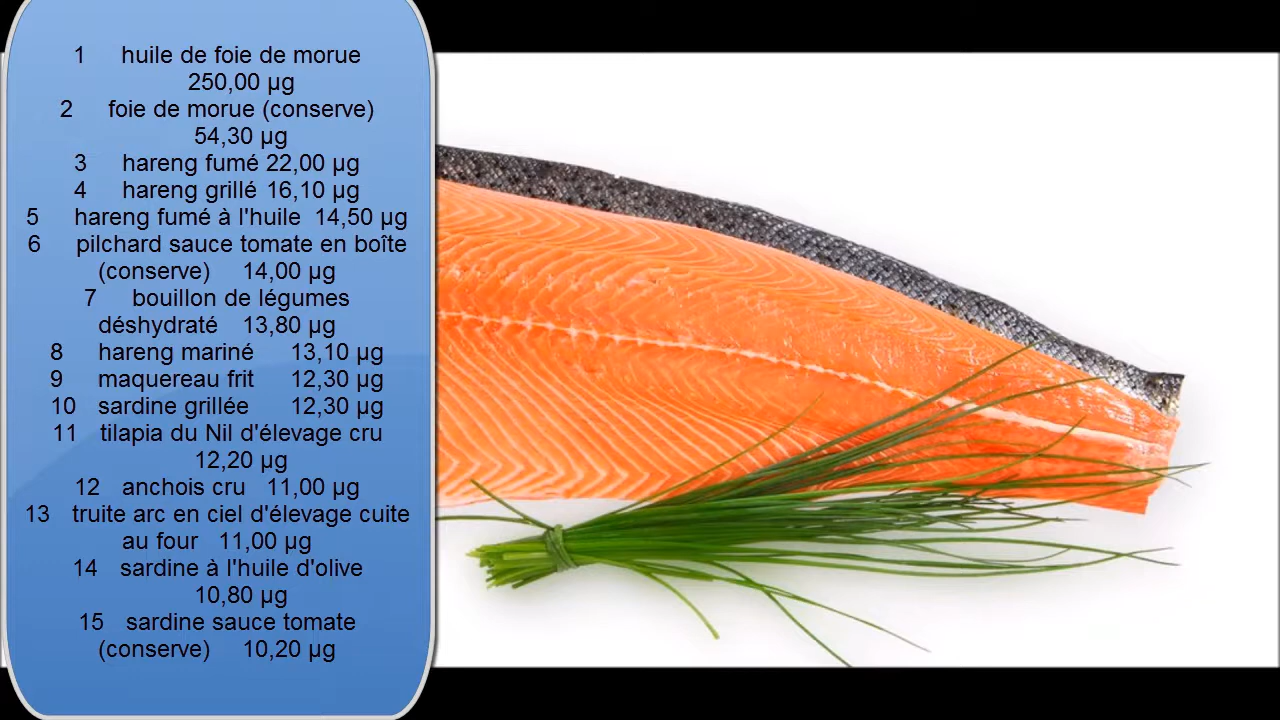 1 huile de foie de morue
250,00 µg
2 foie de morue (conserve)
54,30 µg
3 hareng fumé 22,00 µg
4 hareng grillé 16,10 µg
5 hareng fumé à l'huile 14,50 µg
6 pilchard sauce tomate en boîte
(conserve) 14,00 µg
7 bouillon de légumes
déshydraté 13,80 µg
8 hareng mariné 13,10 µg
9 maquereau frit 12,30 µg
10 sardine grillée 12,30 µg
11 tilapia du Nil d'élevage cru
12,20 µg
12 anchois cru 11,00 µg
13 truite arc en ciel d'élevage cuite
au four 11,00 µg
14 sardine à l'huile d'olive
10,80 µg
15 sardine sauce tomate
(conserve) 10,20 µg